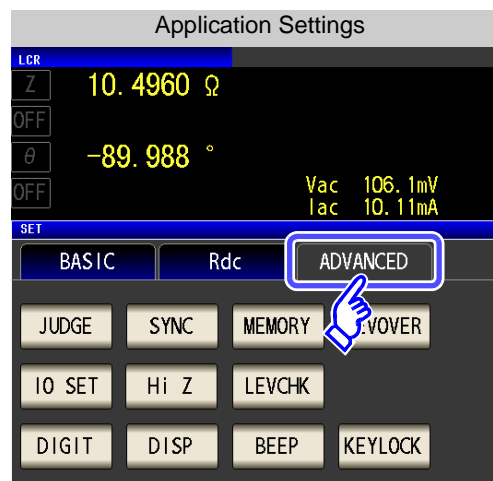 Application Settings
LCR
Z 10.4960 Ω
OFF
θ -89.988 °
OFF
Vac 106.1mV
Iac 10.11mA
SET
BASIC Rdc ADVANCED
JUDGE SYNC MEMORY VOVER
IO SET Hi Z LEVCHK
DIGIT DISP BEEP KEYLOCK